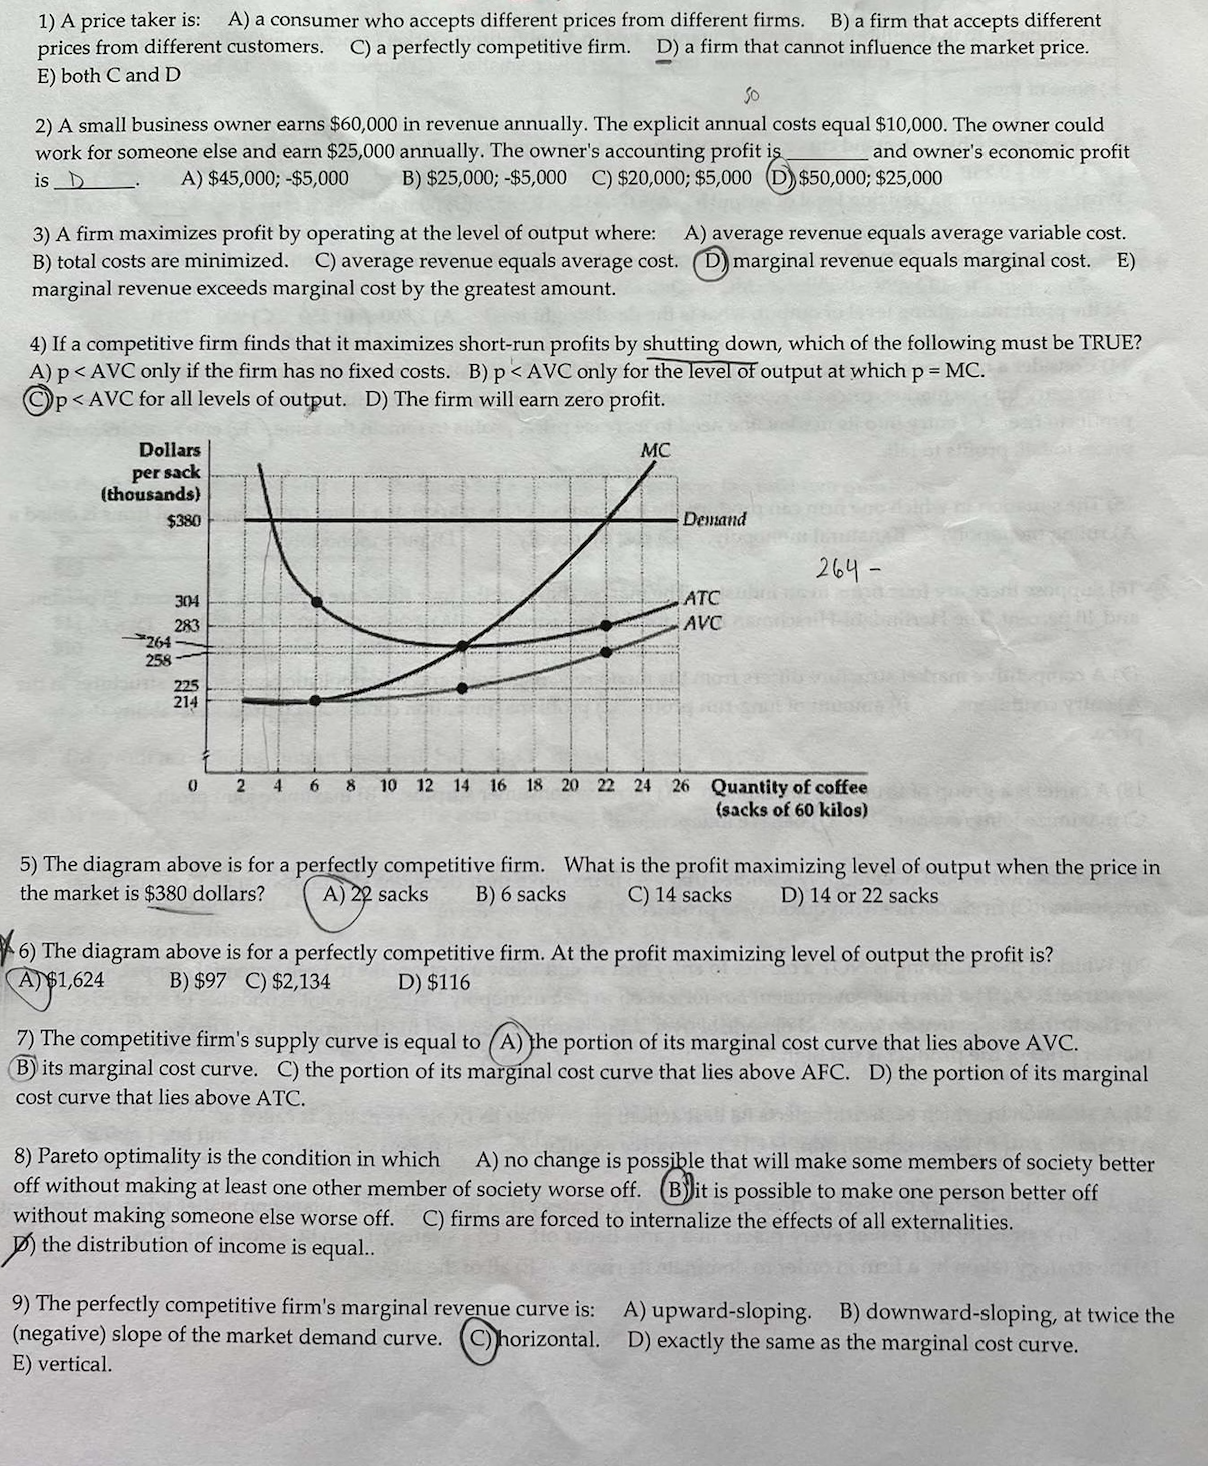 1) A price taker is: A) a consumer who accepts different prices from different firms. B) a firm that accepts different
prices from different customers. C) a perfectly competitive firm. D) a firm that cannot influence the market price.
E) both C and D
50
2) A small business owner earns $60,000 in revenue annually. The explicit annual costs equal $10,000. The owner could
work for someone else and earn $25,000 annually. The owner's accounting profit is ______ and owner's economic profit
is __D____. A) $45,000; -$5,000 B) $25,000; -$5,000 C) $20,000; $5,000 D) $50,000; $25,000
3) A firm maximizes profit by operating at the level of output where: A) average revenue equals average variable cost.
B) total costs are minimized. C) average revenue equals average cost. D) marginal revenue equals marginal cost. E)
marginal revenue exceeds marginal cost by the greatest amount.
4) If a competitive firm finds that it maximizes short-run profits by shutting down, which of the following must be TRUE?
A) p < AVC only if the firm has no fixed costs. B) p < AVC only for the level of output at which p = MC.
C) p < AVC for all levels of output. D) The firm will earn zero profit.
Dollars
per sack
(thousands)
MC
$380
Demand
264 -
304
ATC
283
AVC
264
258
225
214
0 2 4 6 8 10 12 14 16 18 20 22 24 26 Quantity of coffee
(sacks of 60 kilos)
5) The diagram above is for a perfectly competitive firm. What is the profit maximizing level of output when the price in
the market is $380 dollars? A) 22 sacks B) 6 sacks C) 14 sacks D) 14 or 22 sacks
6) The diagram above is for a perfectly competitive firm. At the profit maximizing level of output the profit is?
A) $1,624 B) $97 C) $2,134 D) $116
7) The competitive firm's supply curve is equal to A) the portion of its marginal cost curve that lies above AVC.
B) its marginal cost curve. C) the portion of its marginal cost curve that lies above AFC. D) the portion of its marginal
cost curve that lies above ATC.
8) Pareto optimality is the condition in which A) no change is possible that will make some members of society better
off without making at least one other member of society worse off. B) it is possible to make one person better off
without making someone else worse off. C) firms are forced to internalize the effects of all externalities.
D) the distribution of income is equal..
9) The perfectly competitive firm's marginal revenue curve is: A) upward-sloping. B) downward-sloping, at twice the
(negative) slope of the market demand curve. C) horizontal. D) exactly the same as the marginal cost curve.
E) vertical.